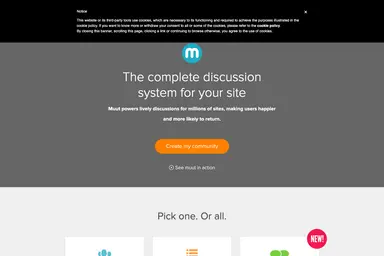 Notice
×
This website or its third-party tools use cookies, which are necessary to its functioning and required to achieve the purposes illustrated in the
cookie policy. If you want to know more or withdraw your consent to all or some of the cookies, please refer to the cookie policy.
By closing this banner, scrolling this page, clicking a link or continuing to browse otherwise, you agree to the use of cookies.
m
The complete discussion
system for your site
Muut powers lively discussions for millions of sites, making users happier
and more likely to return.
Create my community
See muut in action
Pick one. Or all.
NEW!